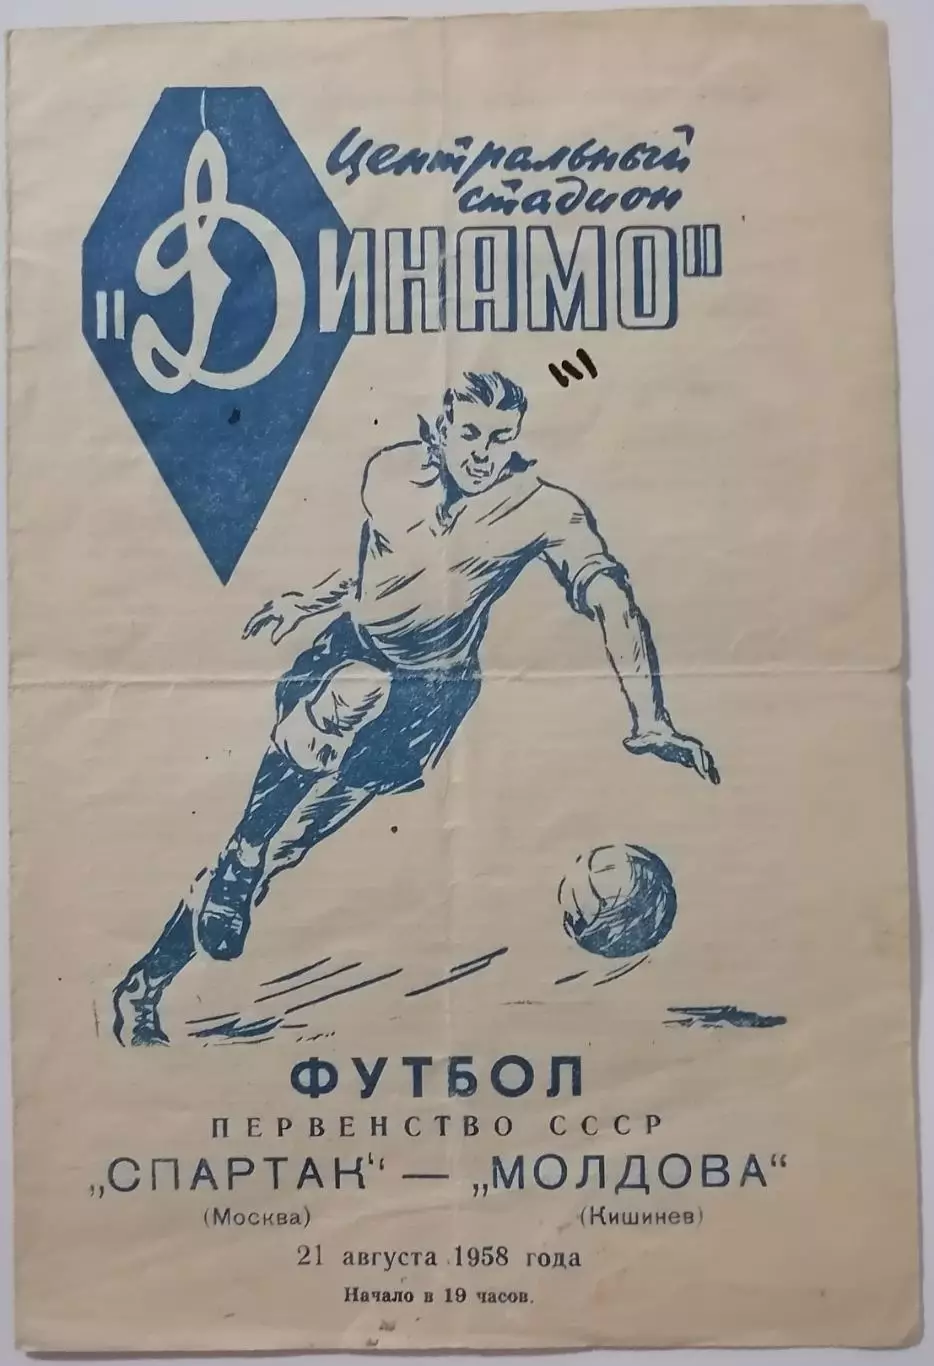 Центральный
стадион
"ДИНАМО"
ФУТБОЛ
ПЕРВЕНСТВО СССР
„СПАРТАК“ — „МОЛДОВА“
(Москва) (Кишинев)
21 августа 1958 года
Начало в 19 часов.